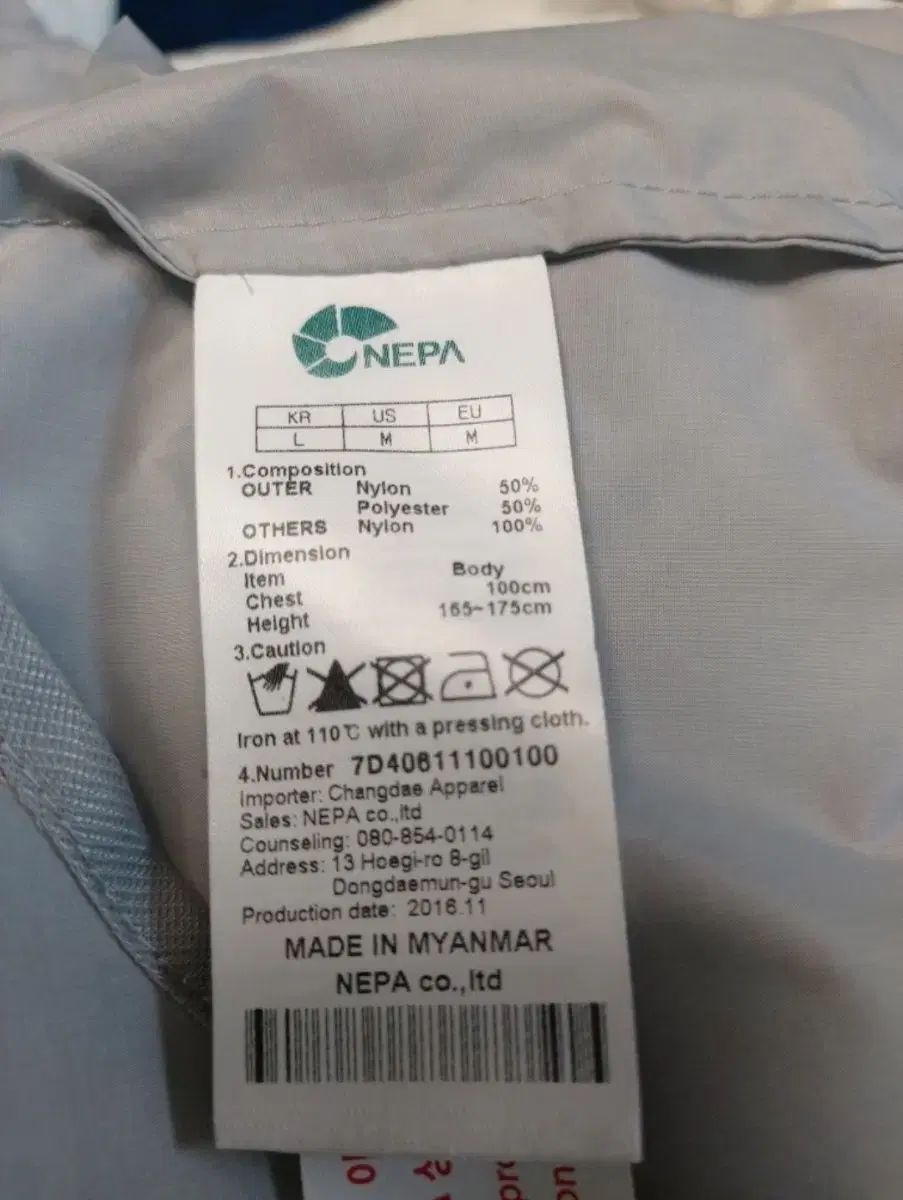 NEPA
KR US EU
L M M
1.Composition
OUTER Nylon 50%
Polyester 50%
OTHERS Nylon 100%
2.Dimension
Item Body
Chest 100cm
Height 165~175cm
3.Caution
Iron at 110℃ with a pressing cloth.
4.Number 7D40611100100
Importer: Changdae Apparel
Sales: NEPA co.,ltd
Counseling: 080-854-0114
Address: 13 Hoegi-ro 8-gil
Dongdaemun-gu Seoul
Production date: 2016.11
MADE IN MYANMAR
NEPA co.,ltd